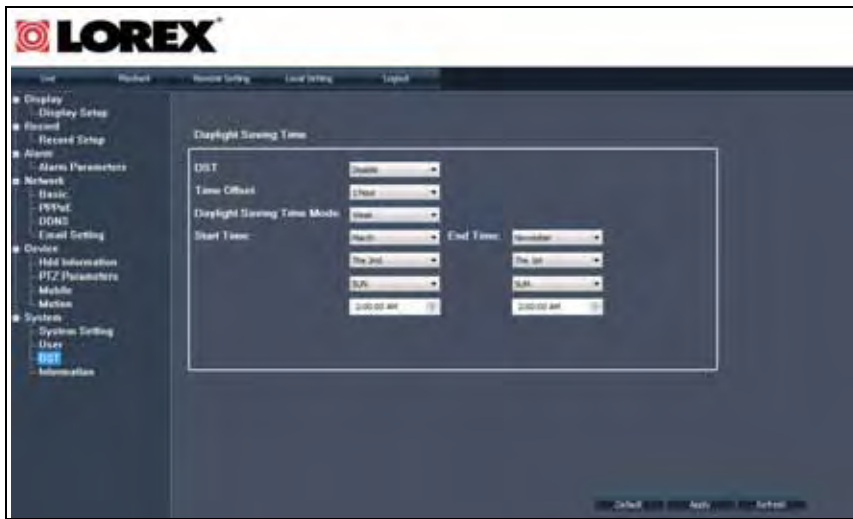 LOREX
Live Playback Remote Setting Local Setting Logout
Display
Display Setup
Record
Record Setup
Alarm
Alarm Parameters
Network
Basic
PPPoE
DDNS
Email Setting
Device
Hdd Information
PTZ Parameters
Mobile
Motion
System
System Setting
User
DST
Information
Daylight Saving Time
DST Disable
Time Offset 1Hour
Daylight Saving Time Mode Week
Start Time: March End Time: November
The 2nd The 1st
SUN SUN
2:00:00 AM 2:00:00 AM
Default Apply Refresh